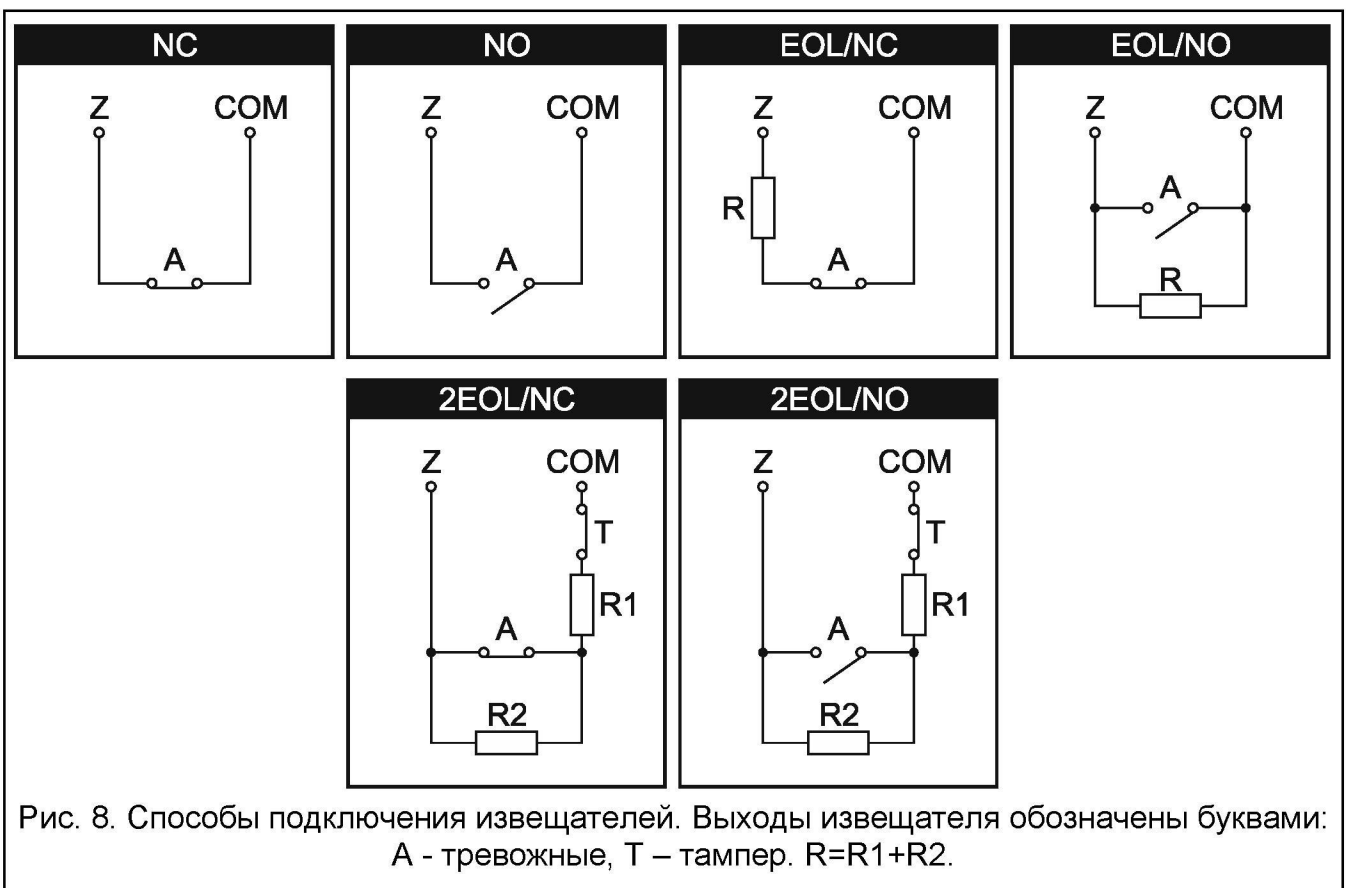 NC NO EOL/NC EOL/NO
Z COM Z COM Z COM Z COM
A
A
R A
A
R
2EOL/NC 2EOL/NO
Z COM Z COM
T T
R1 R1
A A
R2 R2
Рис. 8. Способы подключения извещателей. Выходы извещателя обозначены буквами:
А - тревожные, Т – тампер. R=R1+R2.